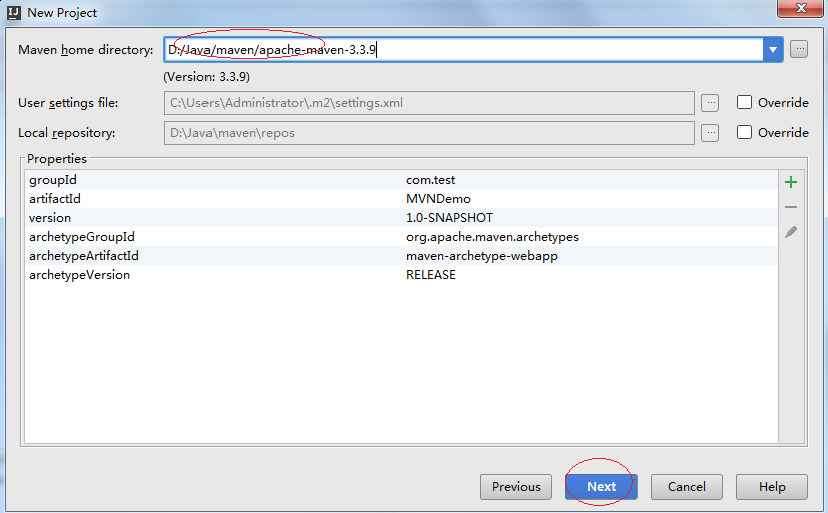 IJ New Project
Maven home directory: D:/Java/maven/apache-maven-3.3.9
(Version: 3.3.9)
User settings file: C:\Users\Administrator\.m2\settings.xml ... Override
Local repository: D:\Java\maven\repos ... Override
Properties
groupId com.test
artifactId MVNDemo
version 1.0-SNAPSHOT
archetypeGroupId org.apache.maven.archetypes
archetypeArtifactId maven-archetype-webapp
archetypeVersion RELEASE
Previous Next Cancel Help